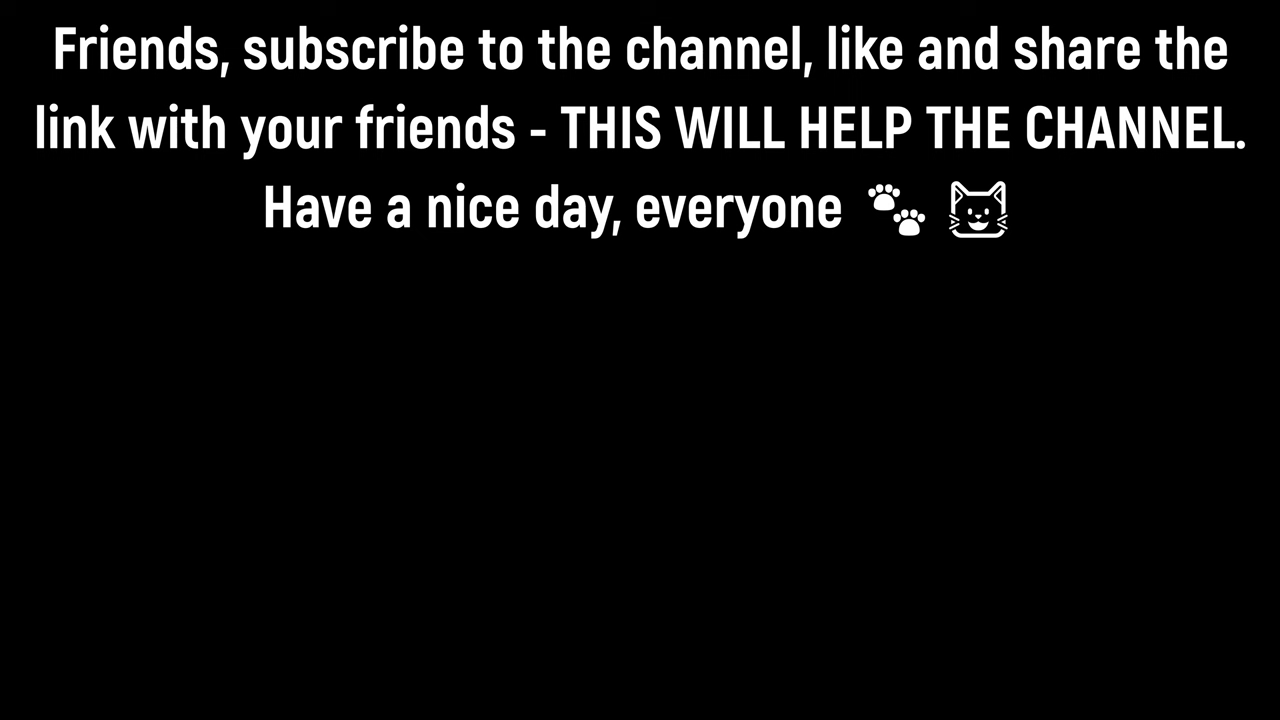 Friends, subscribe to the channel, like and share the
link with your friends - THIS WILL HELP THE CHANNEL.
Have a nice day, everyone 🐾 😺